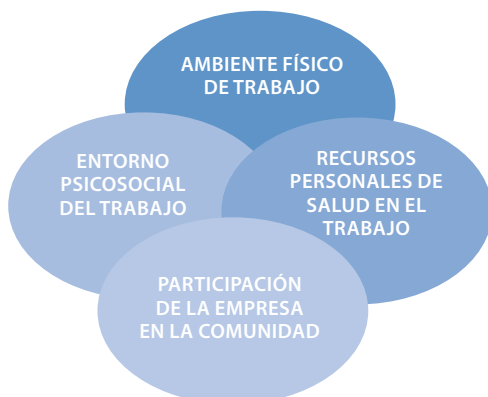 AMBIENTE FÍSICO
DE TRABAJO
ENTORNO
PSICOSOCIAL
DEL TRABAJO
RECURSOS
PERSONALES DE
SALUD EN EL
TRABAJO
PARTICIPACIÓN
DE LA EMPRESA
EN LA COMUNIDAD